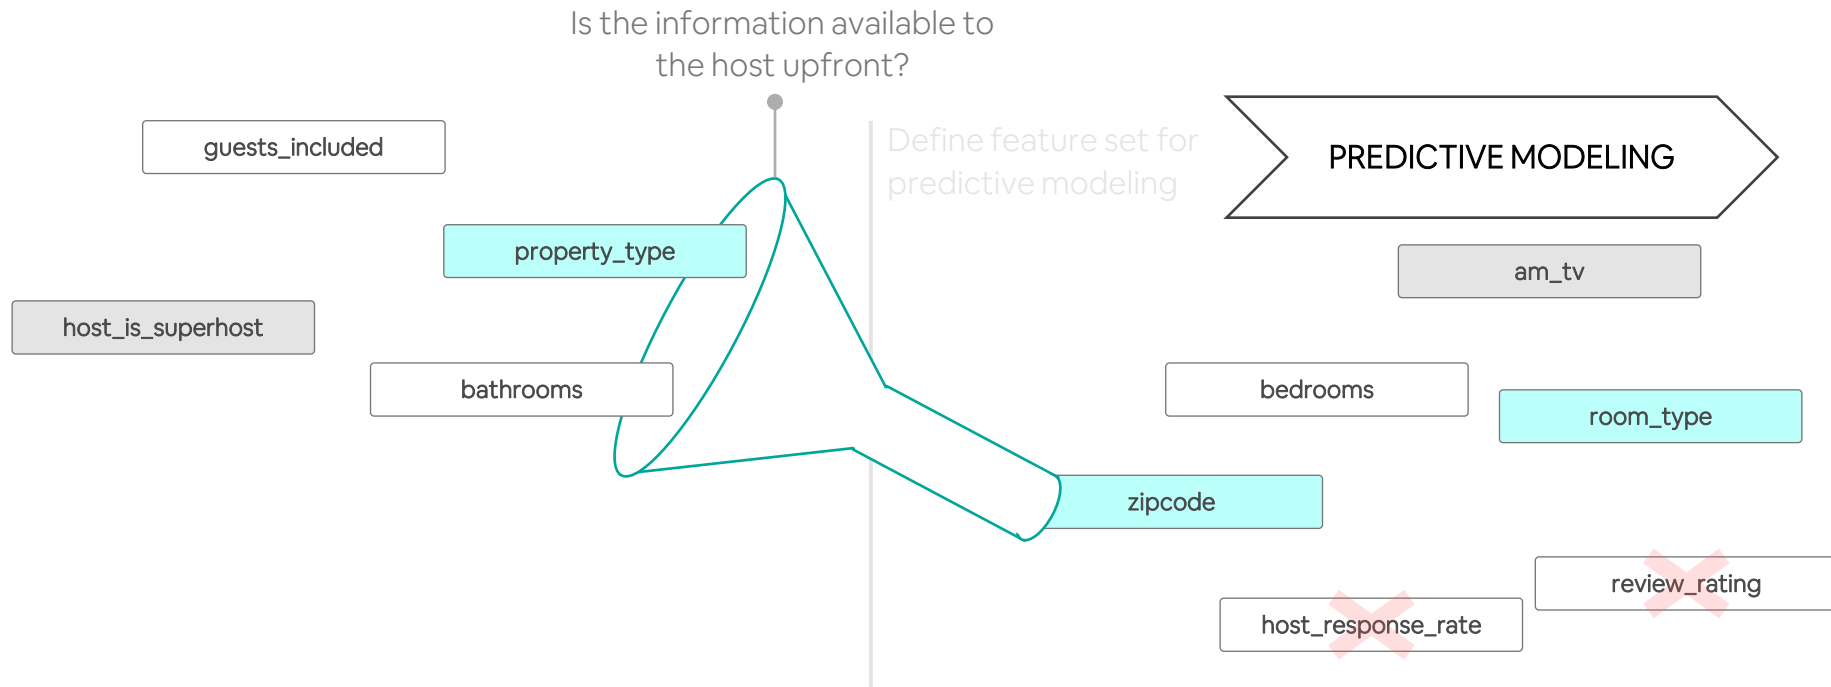 Is the information available to
the host upfront?
guests_included
property_type
host_is_superhost
bathrooms
Define feature set for
predictive modeling
PREDICTIVE MODELING
am_tv
bedrooms
room_type
zipcode
review_rating
host_response_rate